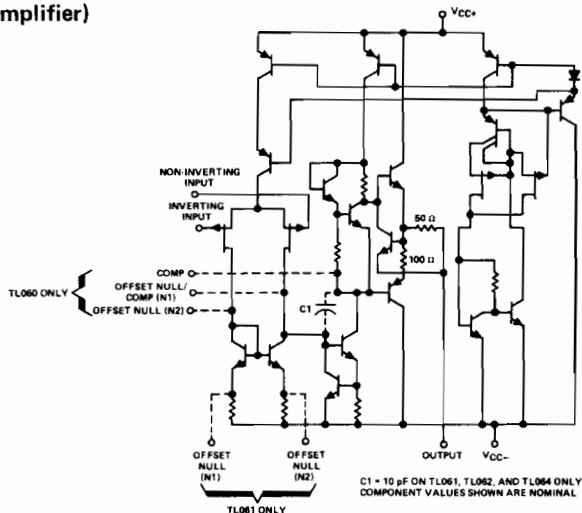 mplifier)
VCC+
NON-INVERTING
INPUT
INVERTING
INPUT
50 Ω
100 Ω
COMP
OFFSET NULL/
COMP (N1)
OFFSET NULL (N2)
TL060 ONLY
C1
OFFSET
NULL
(N1)
OFFSET
NULL
(N2)
OUTPUT
VCC–
TL061 ONLY
C1 = 10 pF ON TL061, TL062, AND TL064 ONLY
COMPONENT VALUES SHOWN ARE NOMINAL